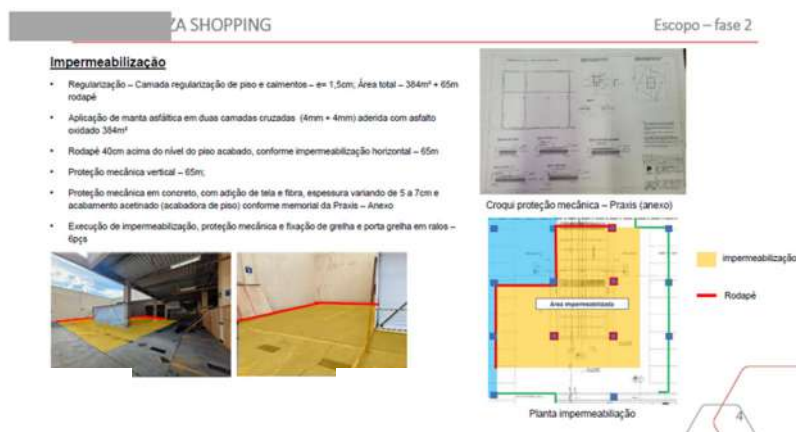 ZA SHOPPING
Escopo – fase 2
Impermeabilização
• Regularização – Camada regularização de piso e caimentos – e= 1,5cm; Área total – 384m² + 65m
rodapé
• Aplicação de manta asfáltica em duas camadas cruzadas (4mm + 4mm) aderida com asfalto
oxidado 384m²
• Rodapé 40cm acima do nível do piso acabado, conforme impermeabilização horizontal – 65m
• Proteção mecânica vertical – 65m;
• Proteção mecânica em concreto, com adição de tela e fibra, espessura variando de 5 a 7cm e
acabamento acetinado (acabadora de piso) conforme memorial da Praxis – Anexo
• Execução de impermeabilização, proteção mecânica e fixação de grelha e porta grelha em ralos –
6pçs
Croqui proteção mecânica – Praxis (anexo)
Área impermeabilizada
impermeabilização
Rodapé
Planta impermeabiliação
4